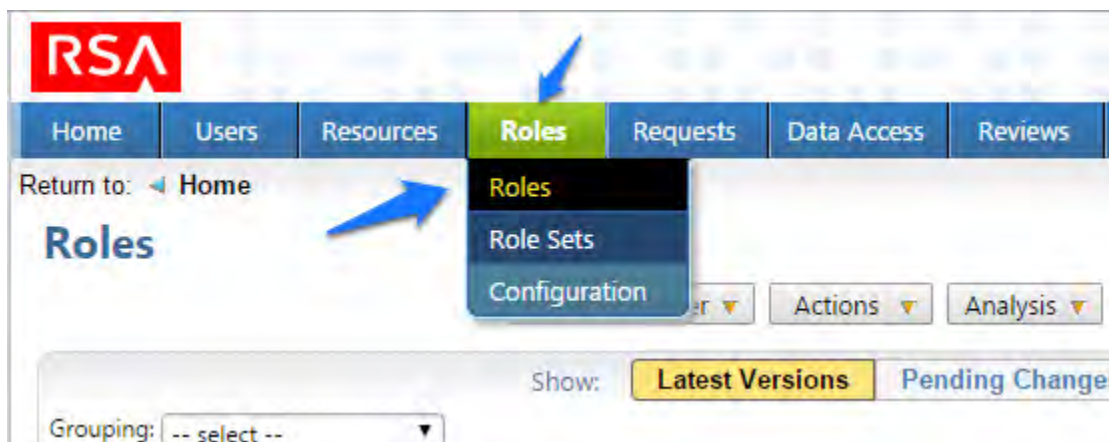 RSA
Home Users Resources Roles Requests Data Access Reviews
Return to: Home
Roles
Roles
Role Sets
Configuration
Actions Analysis
Show: Latest Versions Pending Change
Grouping: -- select --